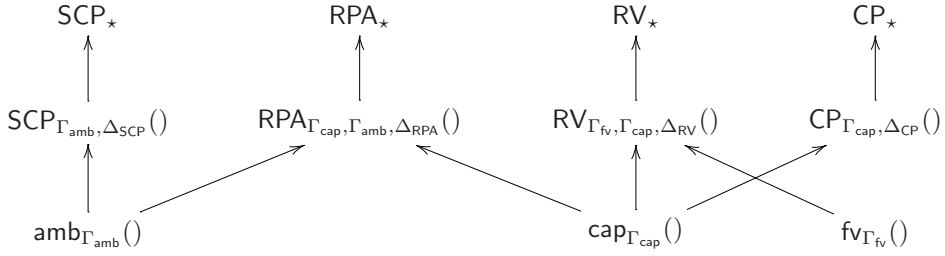 SCP⋆ RPA⋆ RV⋆ CP⋆
SCP_{Γ_amb,Δ_SCP}() RPA_{Γ_cap,Γ_amb,Δ_RPA}() RV_{Γ_fv,Γ_cap,Δ_RV}() CP_{Γ_cap,Δ_CP}()
amb_{Γ_amb}() cap_{Γ_cap}() fv_{Γ_fv}()